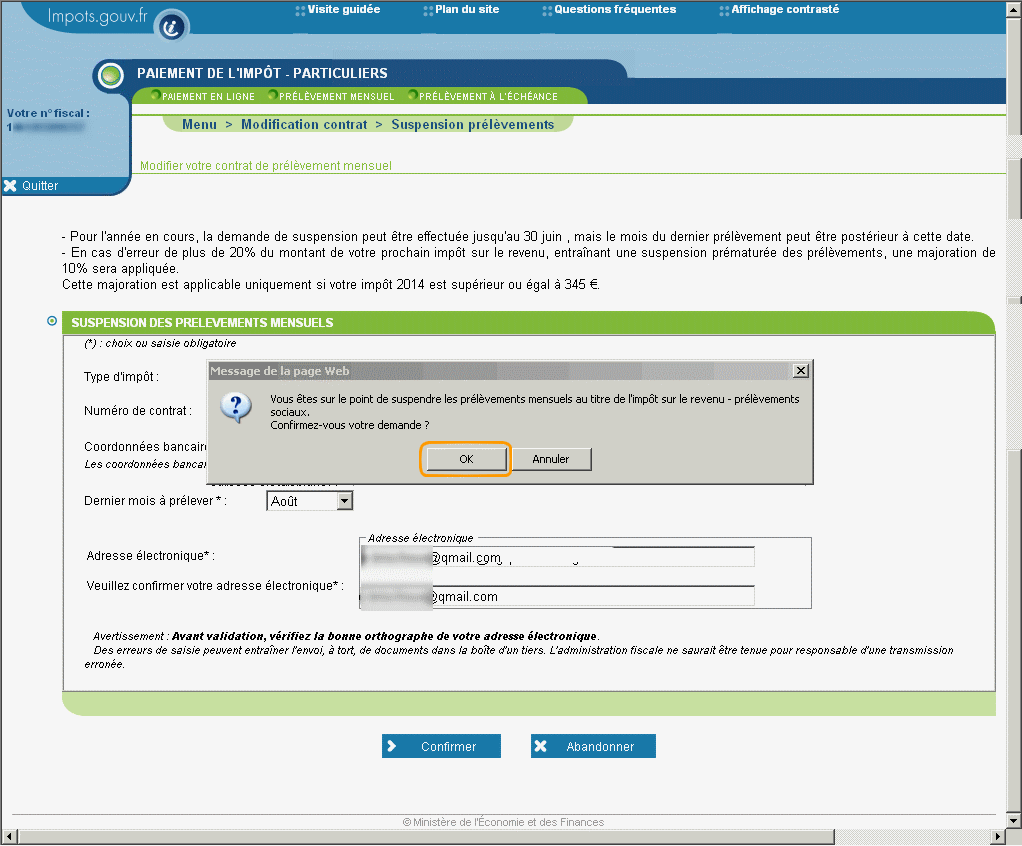 Impots.gouv.fr
Visite guidée
Plan du site
Questions fréquentes
Affichage contrasté
PAIEMENT DE L'IMPÔT - PARTICULIERS
PAIEMENT EN LIGNE
PRÉLÈVEMENT MENSUEL
PRÉLÈVEMENT À L'ÉCHÉANCE
Votre n° fiscal :
1
Menu > Modification contrat > Suspension prélèvements
Modifier votre contrat de prélèvement mensuel
Quitter
- Pour l'année en cours, la demande de suspension peut être effectuée jusqu'au 30 juin , mais le mois du dernier prélèvement peut être postérieur à cette date.
- En cas d'erreur de plus de 20% du montant de votre prochain impôt sur le revenu, entraînant une suspension prématurée des prélèvements, une majoration de
10% sera appliquée.
Cette majoration est applicable uniquement si votre impôt 2014 est supérieur ou égal à 345 €.
SUSPENSION DES PRELEVEMENTS MENSUELS
(*) : choix ou saisie obligatoire
Type d'impôt :
Message de la page Web
Vous êtes sur le point de suspendre les prélèvements mensuels au titre de l'impôt sur le revenu - prélèvements
sociaux.
Confirmez-vous votre demande ?
OK
Annuler
Numéro de contrat :
Coordonnées bancair
Les coordonnées banca
Dernier mois à prélever * :
Août
Adresse électronique
Adresse électronique* :
@qmail.com
Veuillez confirmer votre adresse électronique* :
@qmail.com
Avertissement : Avant validation, vérifiez la bonne orthographe de votre adresse électronique.
Des erreurs de saisie peuvent entraîner l'envoi, à tort, de documents dans la boîte d'un tiers. L'administration fiscale ne saurait être tenue pour responsable d'une transmission
erronée.
Confirmer
Abandonner
© Ministère de l'Économie et des Finances